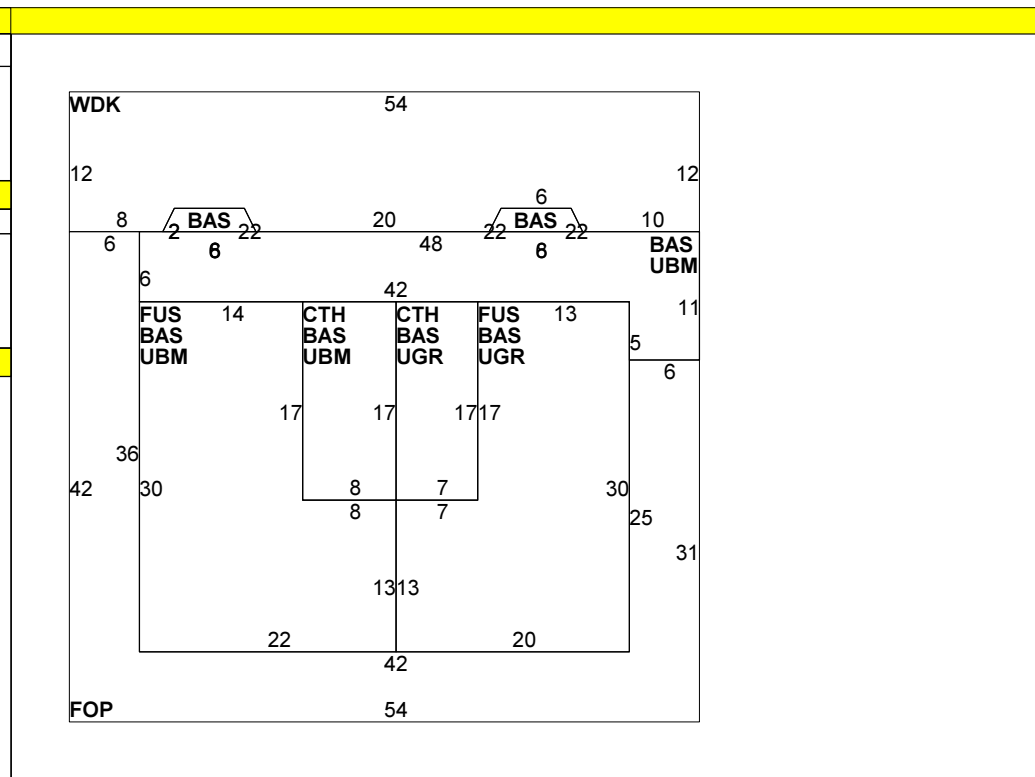 WDK 54
12 12
6
8 BAS 20 BAS 10
2 22 22 22
6 6 48 6 BAS
UBM
6
42 11
FUS 14 CTH CTH FUS 13
BAS BAS BAS BAS 5
UBM UBM UGR UGR
6
17 17 17 17
36
42 30 8 7 30
8 7 25
31
13 13
22 20
42
FOP 54